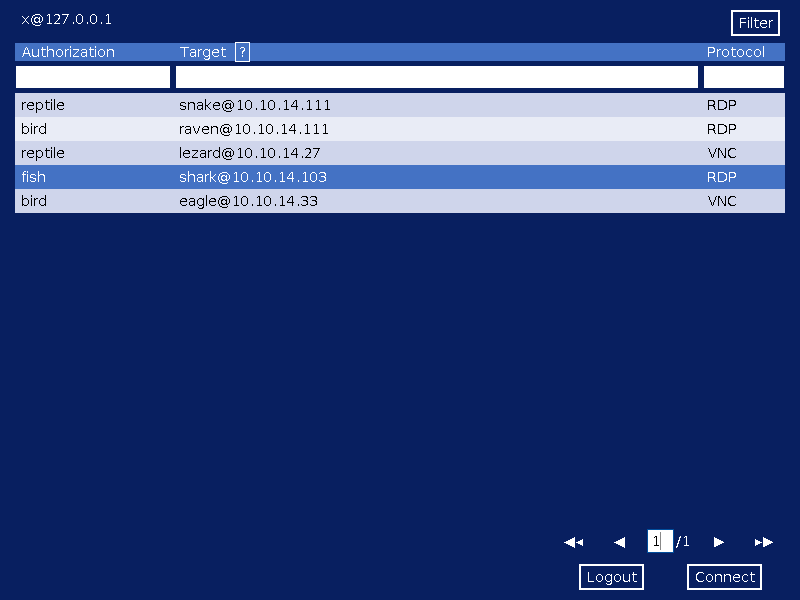 x@127.0.0.1 Filter
Authorization Target ? Protocol
reptile snake@10.10.14.111 RDP
bird raven@10.10.14.111 RDP
reptile lezard@10.10.14.27 VNC
fish shark@10.10.14.103 RDP
bird eagle@10.10.14.33 VNC
1 /1
Logout Connect